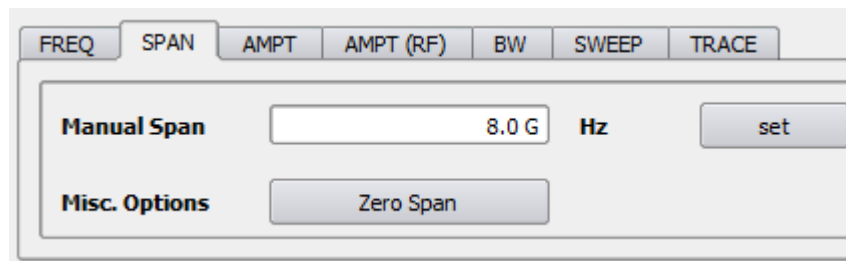 FREQ SPAN AMPT AMPT (RF) BW SWEEP TRACE
Manual Span 8.0 G Hz set
Misc. Options Zero Span